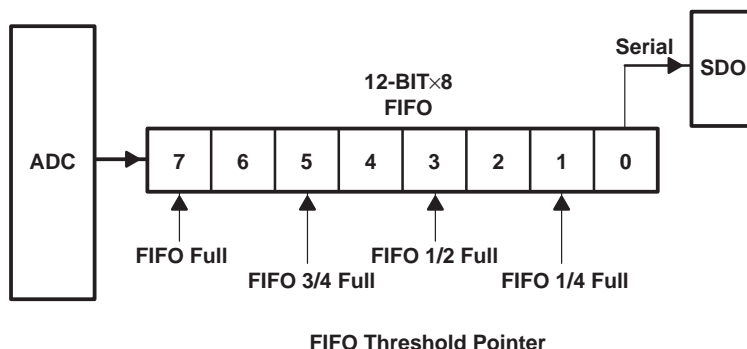 Serial
SDO
12-BIT×8
FIFO
ADC
7 6 5 4 3 2 1 0
FIFO Full
FIFO 1/2 Full
FIFO 3/4 Full
FIFO 1/4 Full
FIFO Threshold Pointer